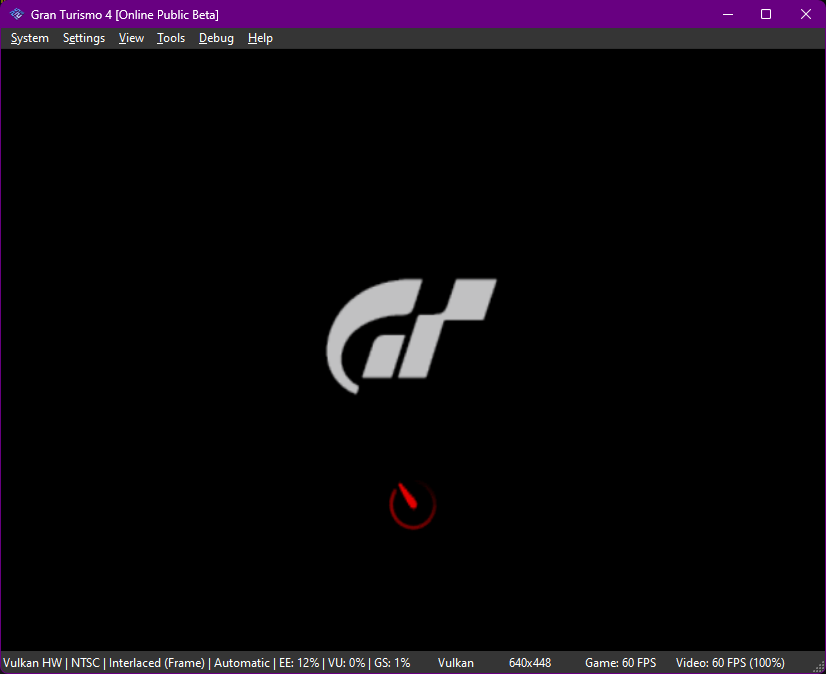 Gran Turismo 4 [Online Public Beta]
System Settings View Tools Debug Help
GT
Vulkan HW | NTSC | Interlaced (Frame) | Automatic | EE: 12% | VU: 0% | GS: 1% Vulkan 640x448 Game: 60 FPS Video: 60 FPS (100%)